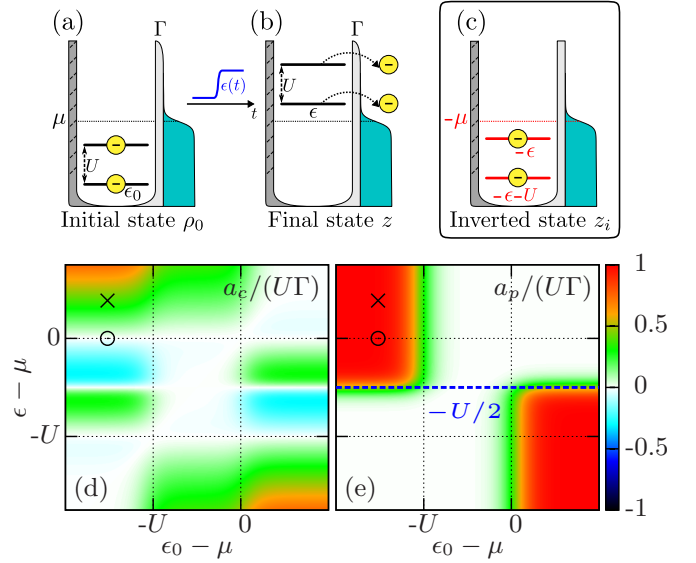 (a)
Γ
(b)
Γ
(c)
ϵ(t)
t
μ
U
ϵ₀
U
ϵ
-μ
-ϵ
-ϵ-U
Initial state ρ₀
Final state z
Inverted state zᵢ
a_c/(UΓ)
a_p/(UΓ)
ϵ − μ
0
-U
(d)
-U
0
ϵ₀ − μ
−U/2
(e)
-U
0
ϵ₀ − μ
1
0.5
0
-0.5
-1